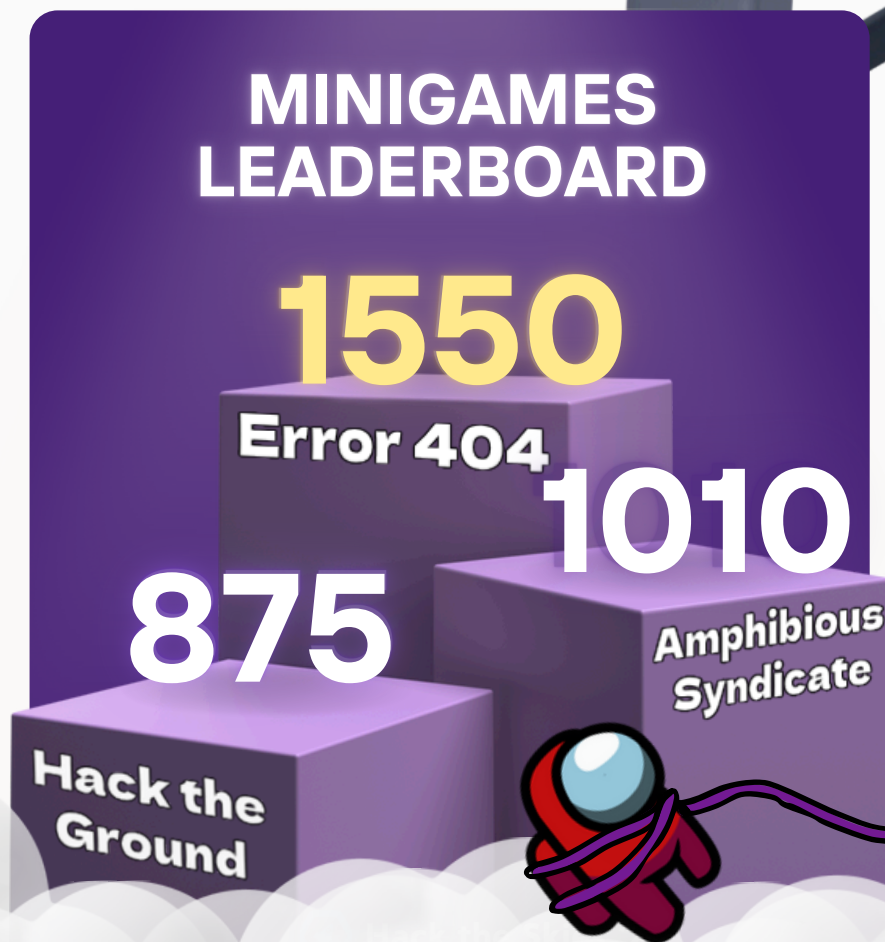 MINIGAMES
LEADERBOARD
1550
Error 404
1010
Amphibious
Syndicate
875
Hack the
Ground